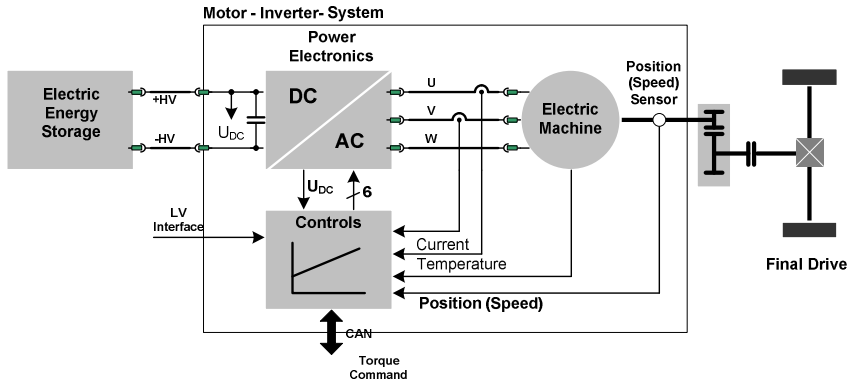 Motor - Inverter- System
Power
Electronics
Electric
Energy
Storage
+HV
-HV
UDC
DC
AC
U
V
W
Electric
Machine
Position
(Speed)
Sensor
UDC
6
LV
Interface
Controls
Current
Temperature
Position (Speed)
CAN
Torque
Command
Final Drive